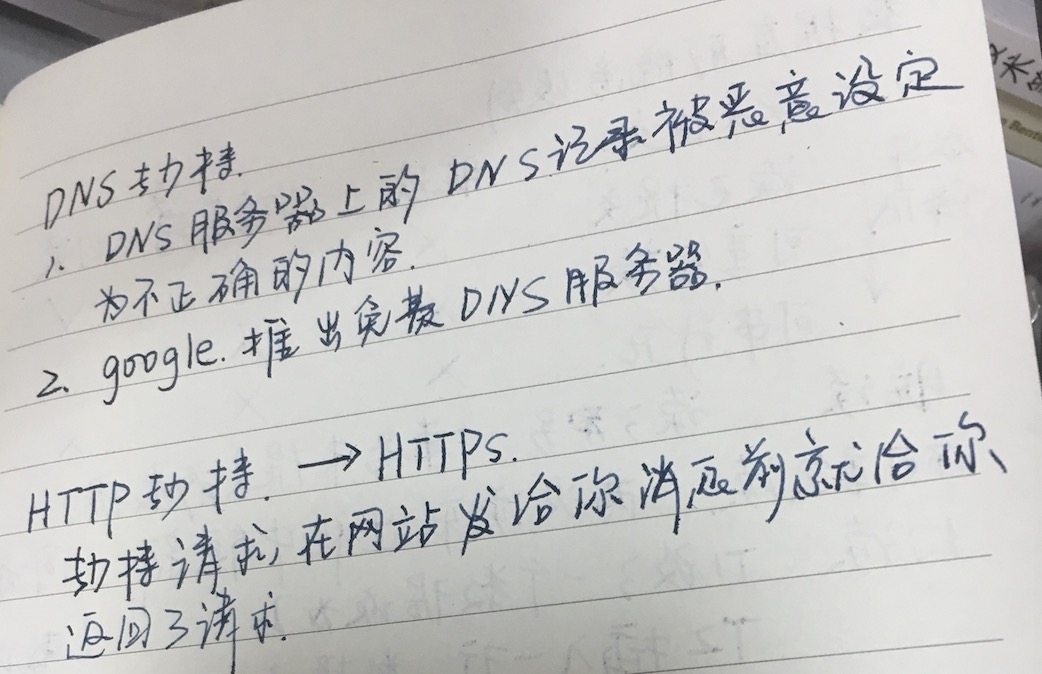 DNS劫持.
1. DNS服务器上的DNS记录被恶意设定
为不正确的内容.
2. google.推出免费DNS服务器.
HTTP劫持. → HTTPs.
劫持请求,在网站发给你消息前就给你
返回了请求.